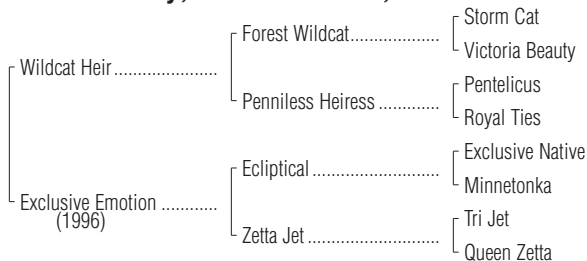 Storm Cat
Forest Wildcat....................
Victoria Beauty
Wildcat Heir.......................
Pentelicus
Penniless Heiress .............
Royal Ties
Exclusive Native
Ecliptical ............................
Minnetonka
Exclusive Emotion ............
(1996)
Tri Jet
Zetta Jet .............................
Queen Zetta